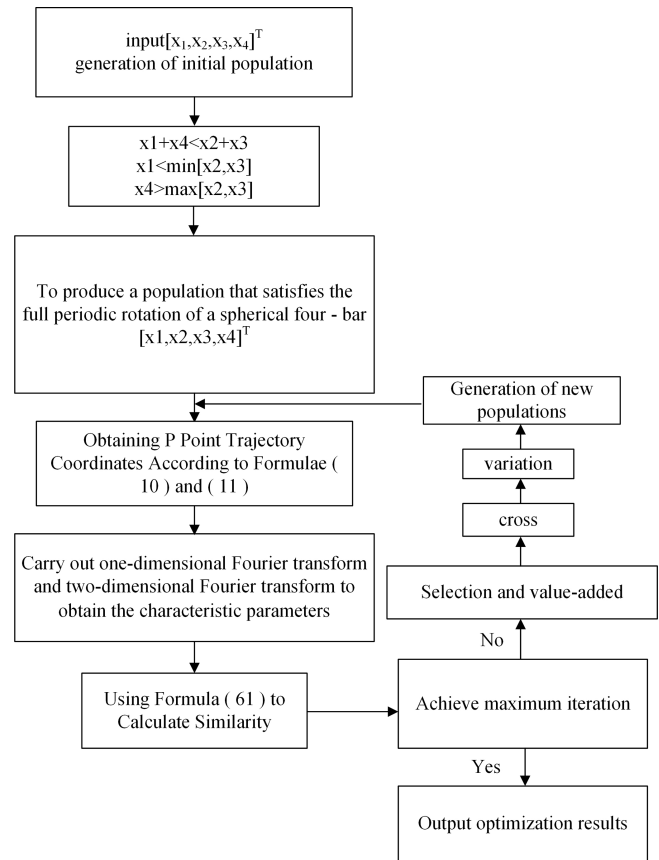 input[x₁,x₂,x₃,x₄]ᵀ
generation of initial population
x1+x4<x2+x3
x1<min[x2,x3]
x4>max[x2,x3]
To produce a population that satisfies the
full periodic rotation of a spherical four - bar
[x1,x2,x3,x4]ᵀ
Generation of new
populations
Obtaining P Point Trajectory
Coordinates According to Formulae (
10 ) and ( 11 )
variation
cross
Carry out one-dimensional Fourier transform
and two-dimensional Fourier transform to
obtain the characteristic parameters
Selection and value-added
No
Using Formula ( 61 ) to
Calculate Similarity
Achieve maximum iteration
Yes
Output optimization results